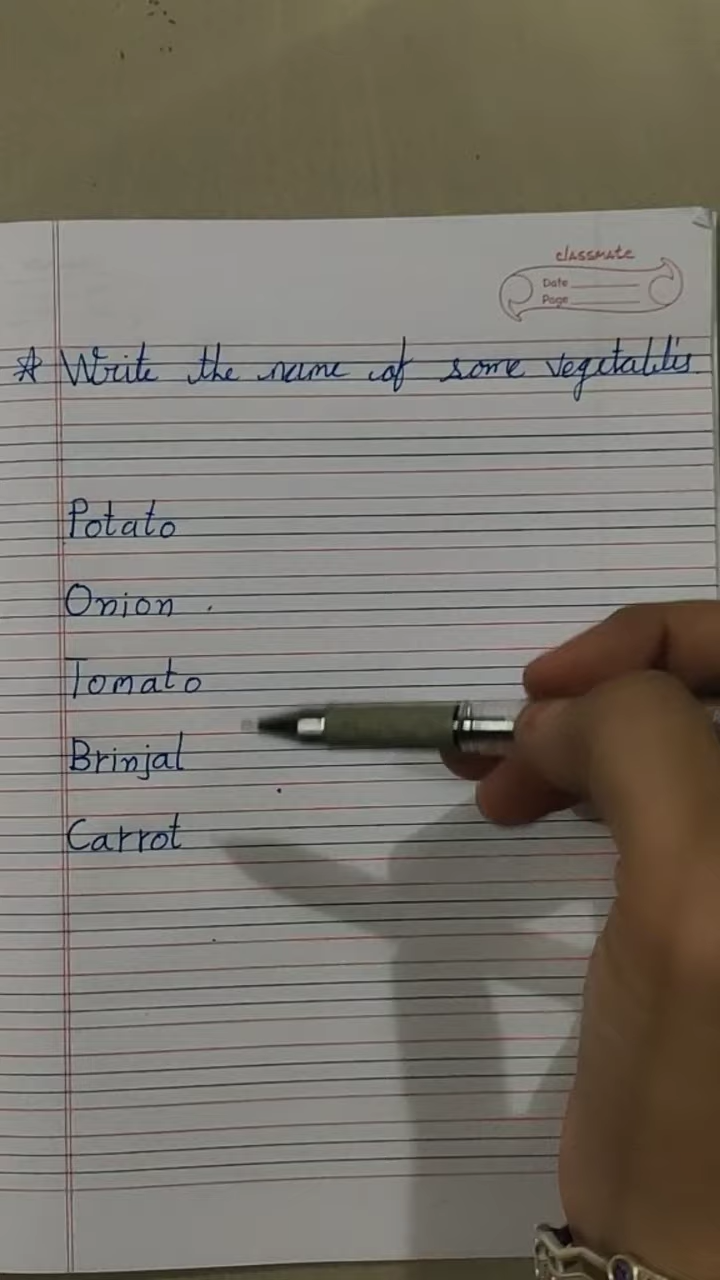 classmate
Date
Page
* Write the name of some vegetables
Potato
Onion
Tomato
Brinjal
Carrot